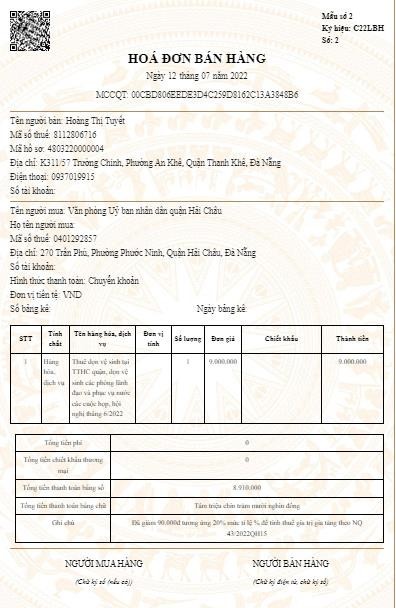 Mẫu số 2
Ký hiệu: C22LBH
Số: 2
HOÁ ĐƠN BÁN HÀNG
Ngày 12 tháng 07 năm 2022
MCCQT: 00CBD806EEDE3D4C259D8162C13A3848B6
Tên người bán: Hoàng Thị Tuyết
Mã số thuế: 8112806716
Mã hồ sơ: 4803220000004
Địa chỉ: K311/57 Trường Chinh, Phường An Khê, Quận Thanh Khê, Đà Nẵng
Điện thoại: 0937019915
Số tài khoản:
Tên người mua: Văn phòng Uỷ ban nhân dân quận Hải Châu
Họ tên người mua:
Mã số thuế: 0401292857
Địa chỉ: 270 Trần Phú, Phường Phước Ninh, Quận Hải Châu, Đà Nẵng
Số tài khoản:
Hình thức thanh toán: Chuyển khoản
Đơn vị tiền tệ: VND
Số bảng kê: Ngày bảng kê:
STT Tính chất Tên hàng hóa, dịch vụ Đơn vị tính Số lượng Đơn giá Chiết khấu Thành tiền
1 Hàng hóa, dịch vụ Thuê dọn vệ sinh tại TTHC quận, dọn vệ sinh các phòng lãnh đạo và phục vụ nước các cuộc họp, hội nghị tháng 6/2022 1 9.000.000 9.000.000
Tổng tiền phí 0
Tổng tiền chiết khấu thương mại 0
Tổng tiền thanh toán bằng số 8.910.000
Tổng tiền thanh toán bằng chữ Tám triệu chín trăm mười nghìn đồng
Ghi chú Đã giảm 90.000đ tương ứng 20% mức tỉ lệ % để tính thuế giá trị gia tăng theo NQ 43/2022/QH15
NGƯỜI MUA HÀNG NGƯỜI BÁN HÀNG
(Chữ ký số (nếu có)) (Chữ ký điện tử, chữ ký số)